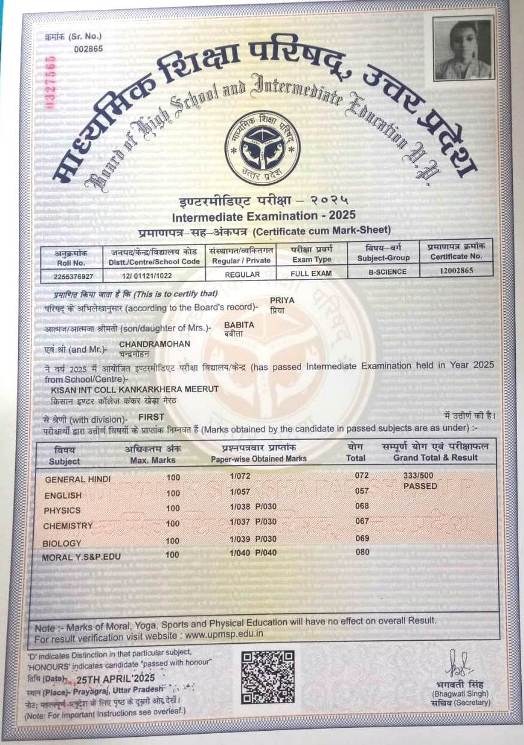 क्रमांक (Sr. No.)
002865
0327565
माध्यमिक शिक्षा परिषद्, उत्तर प्रदेश
Board of High School and Intermediate Education U.P.
माध्यमिक शिक्षा परिषद
उत्तर प्रदेश
इण्टरमीडिएट परीक्षा - २०२५
Intermediate Examination - 2025
प्रमाणपत्र सह-अंकपत्र (Certificate cum Mark-Sheet)
अनुक्रमांक जनपद/केन्द्र/विद्यालय कोड संस्थागत/व्यक्तिगत परीक्षा प्रवर्ग विषय-वर्ग प्रमाणपत्र क्रमांक
Roll No. Distt./Centre/School Code Regular / Private Exam Type Subject-Group Certificate No.
2256376927 12/ 01121/1022 REGULAR FULL EXAM B-SCIENCE 12002865
प्रमाणित किया जाता है कि (This is to certify that)
परिषद के अभिलेखानुसार (according to the Board's record)- PRIYA
प्रिया
आत्मज/आत्मजा श्रीमती (son/daughter of Mrs.)- BABITA
बबीता
एवं श्री (and Mr.)- CHANDRAMOHAN
चन्द्रमोहन
ने वर्ष 2025 में आयोजित इण्टरमीडिएट परीक्षा विद्यालय/केन्द्र (has passed Intermediate Examination held in Year 2025
from School/Centre)-
KISAN INT COLL KANKARKHERA MEERUT
किसान इण्टर कॉलेज कंकर खेड़ा मेरठ
से श्रेणी (with division)- FIRST में उत्तीर्ण की है।
परीक्षार्थी द्वारा उत्तीर्ण विषयों के प्राप्तांक निम्नवत हैं (Marks obtained by the candidate in passed subjects are as under) :-
विषय अधिकतम अंक प्रश्नपत्रवार प्राप्तांक योग सम्पूर्ण योग एवं परीक्षाफल
Subject Max. Marks Paper-wise Obtained Marks Total Grand Total & Result
GENERAL HINDI 100 1/072 072 333/500
ENGLISH 100 1/057 057 PASSED
PHYSICS 100 1/038 P/030 068
CHEMISTRY 100 1/037 P/030 067
BIOLOGY 100 1/039 P/030 069
MORAL Y.S&P.EDU 100 1/040 P/040 080
Note :- Marks of Moral, Yoga, Sports and Physical Education will have no effect on overall Result.
For result verification visit website : www.upmsp.edu.in
'D' indicates Distinction in that particular subject,
'HONOURS' indicates candidate "passed with honour"
तिथि (Date)- 25TH APRIL'2025
स्थान (Place)- Prayagraj, Uttar Pradesh
के लिए पृष्ठ के दूसरी ओर देखें।
(Note: For important instructions see overleaf.)
भगवती सिंह
(Bhagwati Singh)
सचिव (Secretary)